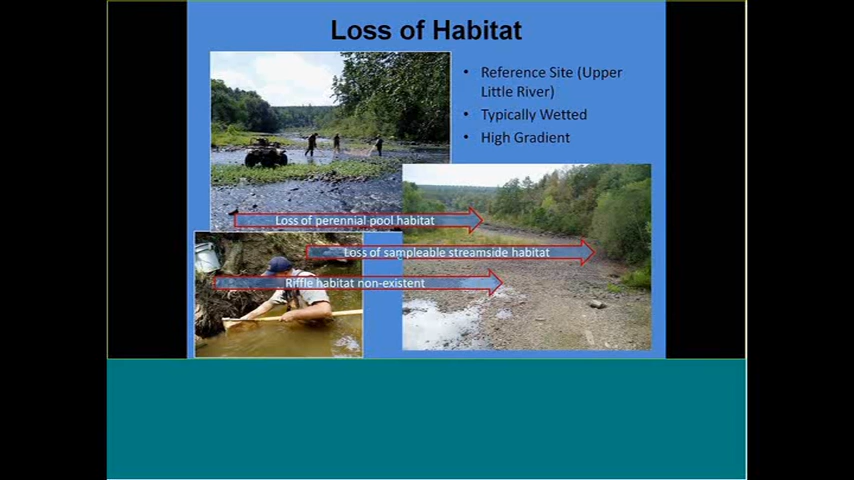 Loss of Habitat
• Reference Site (Upper
Little River)
• Typically Wetted
• High Gradient
Loss of perennial pool habitat
Loss of sampleable streamside habitat
Riffle habitat non-existent